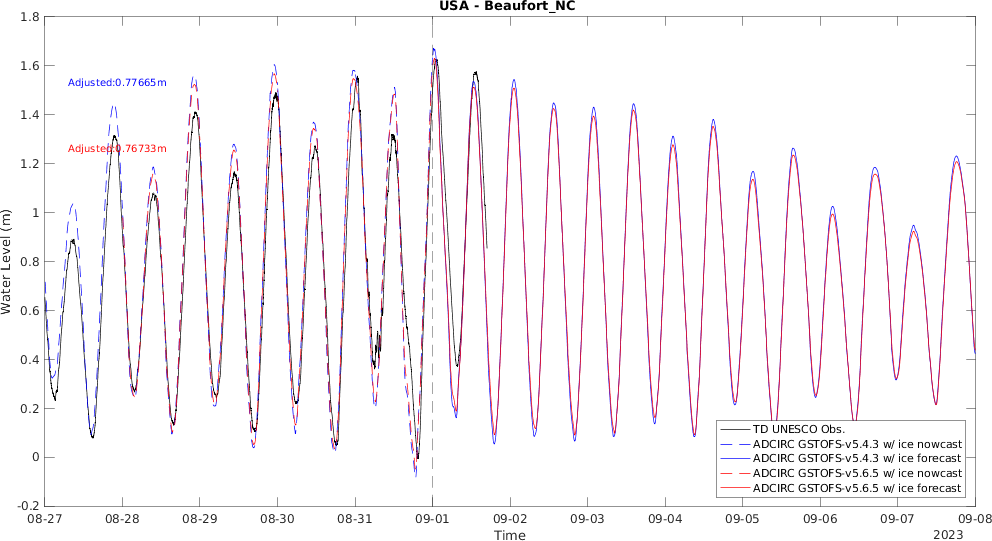 USA - Beaufort_NC
Water Level (m)
1.8
1.6
1.4
1.2
1
0.8
0.6
0.4
0.2
0
-0.2
Adjusted:0.77665m
Adjusted:0.76733m
TD UNESCO Obs.
ADCIRC GSTOFS-v5.4.3 w/ ice nowcast
ADCIRC GSTOFS-v5.4.3 w/ ice forecast
ADCIRC GSTOFS-v5.6.5 w/ ice nowcast
ADCIRC GSTOFS-v5.6.5 w/ ice forecast
08-27 08-28 08-29 08-30 08-31 09-01 09-02 09-03 09-04 09-05 09-06 09-07 09-08
Time
2023